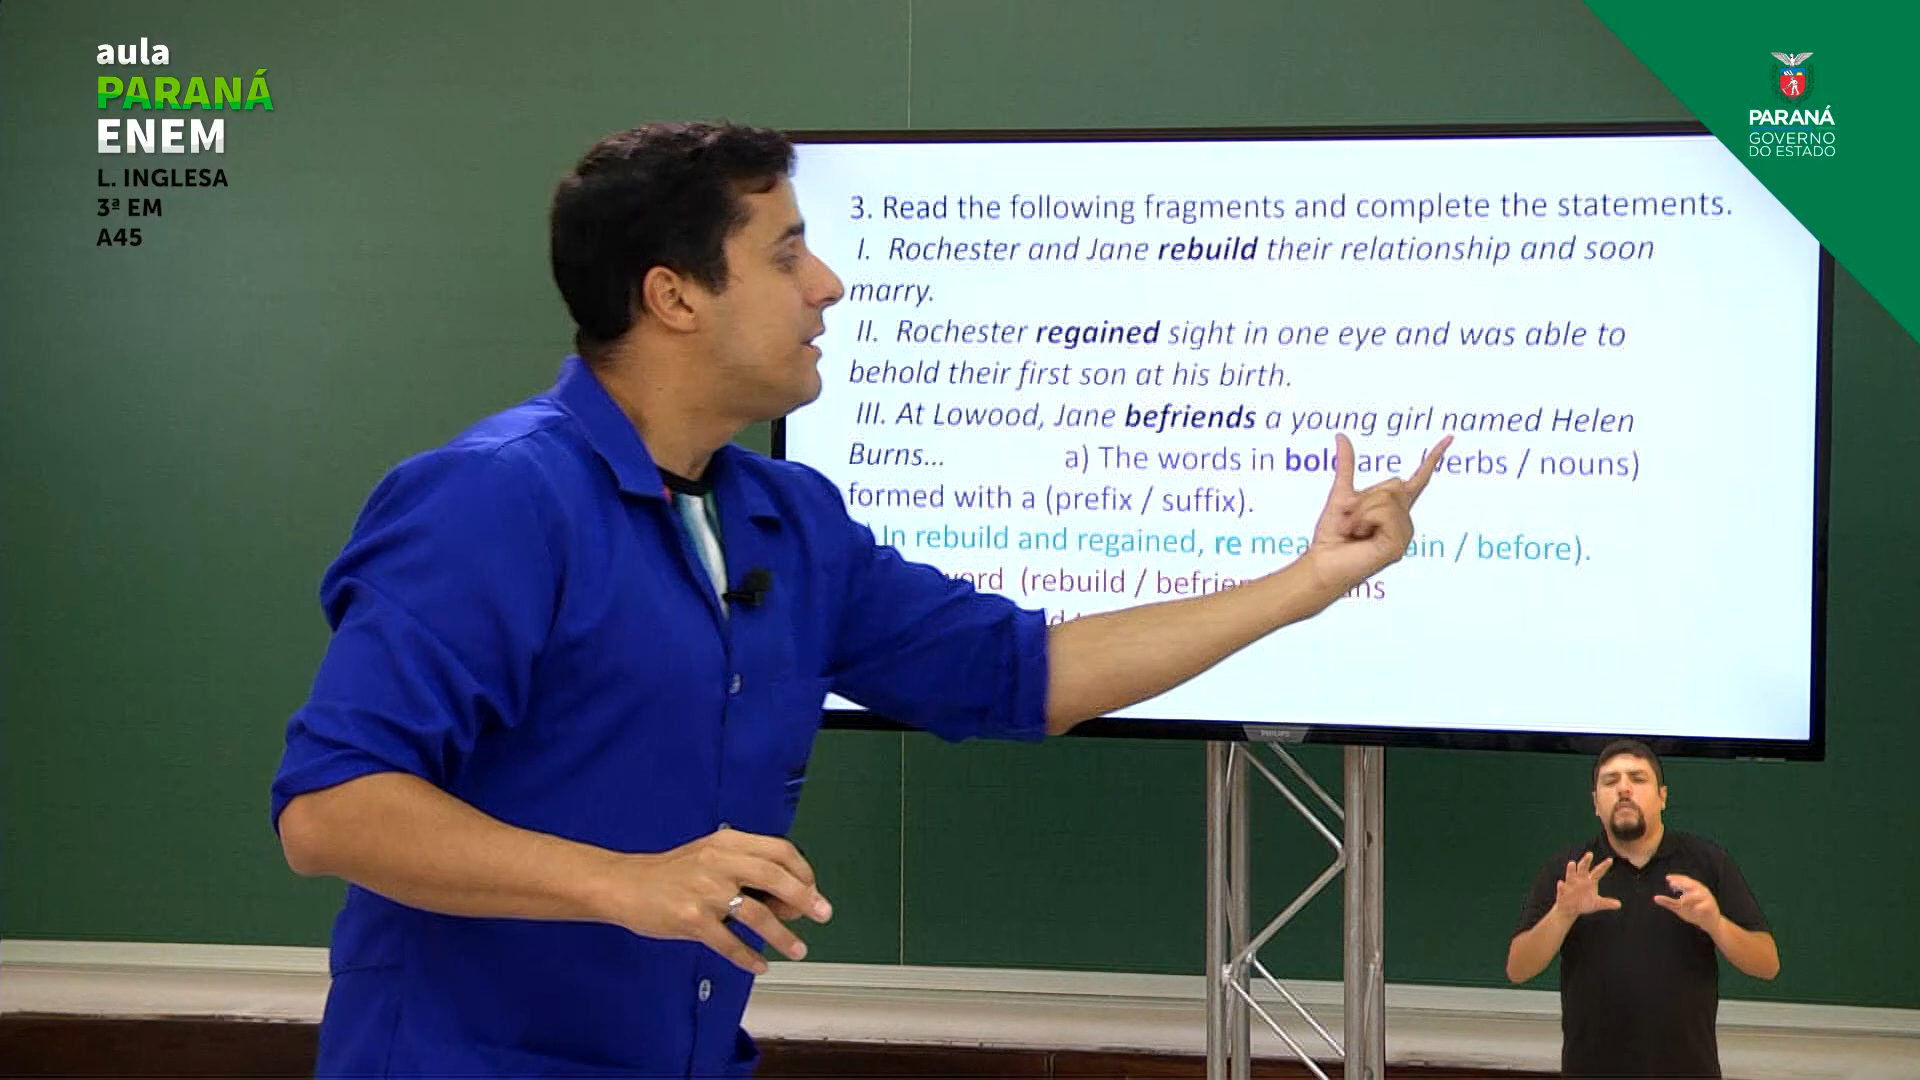 aula
PARANÁ
ENEM
L. INGLESA
3ª EM
A45
PARANÁ
GOVERNO
DO ESTADO
3. Read the following fragments and complete the statements.
I. Rochester and Jane rebuild their relationship and soon
marry.
II. Rochester regained sight in one eye and was able to
behold their first son at his birth.
III. At Lowood, Jane befriends a young girl named Helen
Burns... a) The words in bold are (verbs / nouns)
formed with a (prefix / suffix).
In rebuild and regained, re / before).
(rebuild /
PHILIPS